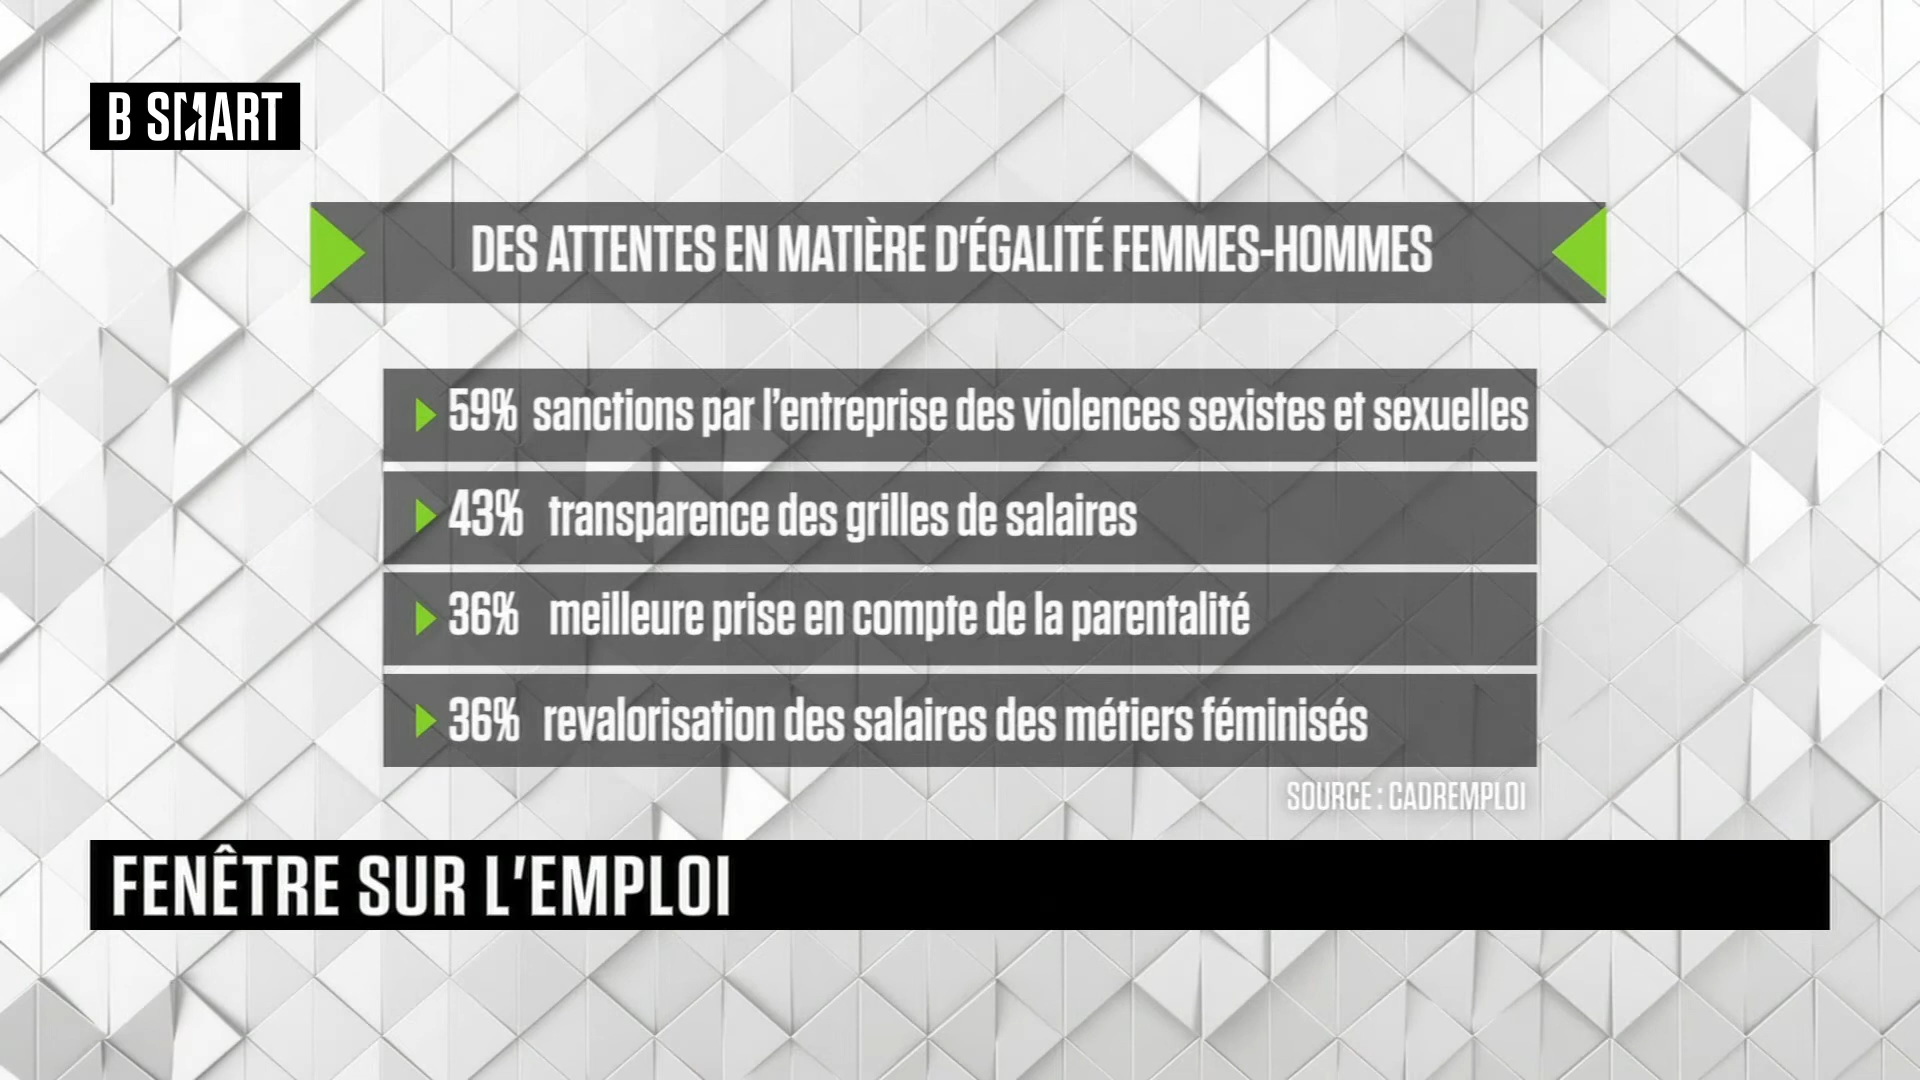 B SMART
DES ATTENTES EN MATIÈRE D'ÉGALITÉ FEMMES-HOMMES
59% sanctions par l’entreprise des violences sexistes et sexuelles
43% transparence des grilles de salaires
36% meilleure prise en compte de la parentalité
36% revalorisation des salaires des métiers féminisés
SOURCE : CADREMPLOI
FENÊTRE SUR L’EMPLOI